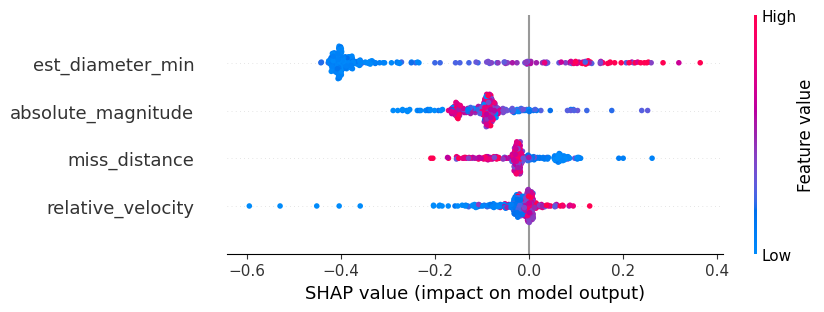 High
est_diameter_min
absolute_magnitude
miss_distance
relative_velocity
Feature value
Low
−0.6 −0.4 −0.2 0.0 0.2 0.4
SHAP value (impact on model output)